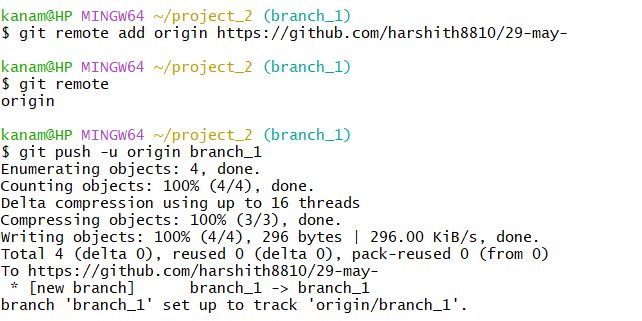 kanam@HP MINGW64 ~/project_2 (branch_1)
$ git remote add origin https://github.com/harshith8810/29-may-
kanam@HP MINGW64 ~/project_2 (branch_1)
$ git remote
origin
kanam@HP MINGW64 ~/project_2 (branch_1)
$ git push -u origin branch_1
Enumerating objects: 4, done.
Counting objects: 100% (4/4), done.
Delta compression using up to 16 threads
Compressing objects: 100% (3/3), done.
Writing objects: 100% (4/4), 296 bytes | 296.00 KiB/s, done.
Total 4 (delta 0), reused 0 (delta 0), pack-reused 0 (from 0)
To https://github.com/harshith8810/29-may-
 * [new branch]      branch_1 -> branch_1
branch 'branch_1' set up to track 'origin/branch_1'.